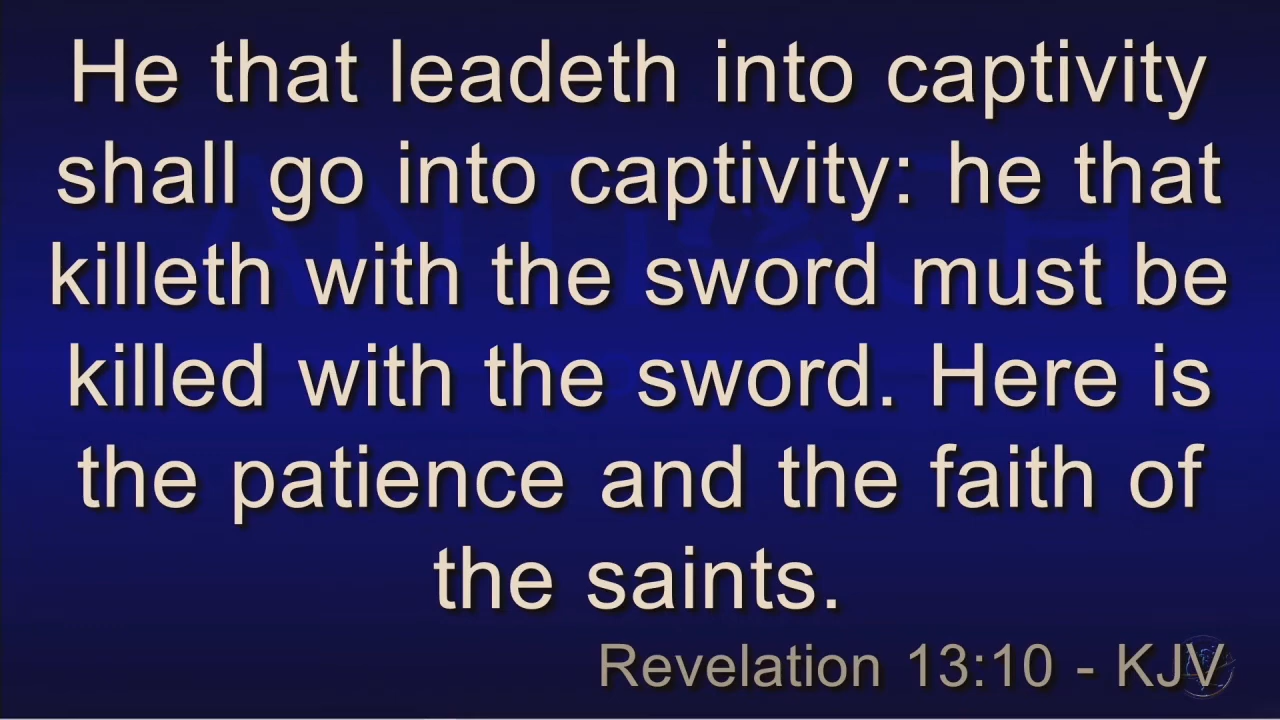 He that leadeth into captivity
shall go into captivity: he that
killeth with the sword must be
killed with the sword. Here is
the patience and the faith of
the saints.
Revelation 13:10 - KJV